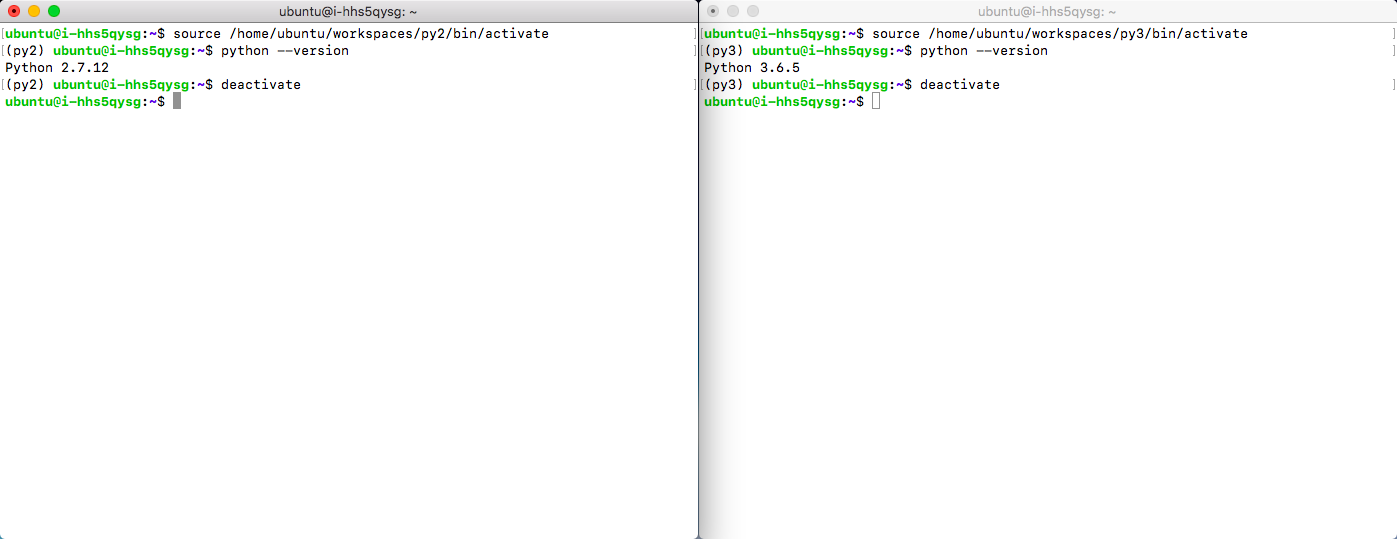 ubuntu@i-hhs5qysg: ~
[ubuntu@i-hhs5qysg:~$ source /home/ubuntu/workspaces/py2/bin/activate ]
[(py2) ubuntu@i-hhs5qysg:~$ python --version ]
Python 2.7.12
[(py2) ubuntu@i-hhs5qysg:~$ deactivate ]
ubuntu@i-hhs5qysg:~$
ubuntu@i-hhs5qysg: ~
[ubuntu@i-hhs5qysg:~$ source /home/ubuntu/workspaces/py3/bin/activate ]
[(py3) ubuntu@i-hhs5qysg:~$ python --version ]
Python 3.6.5
[(py3) ubuntu@i-hhs5qysg:~$ deactivate ]
ubuntu@i-hhs5qysg:~$